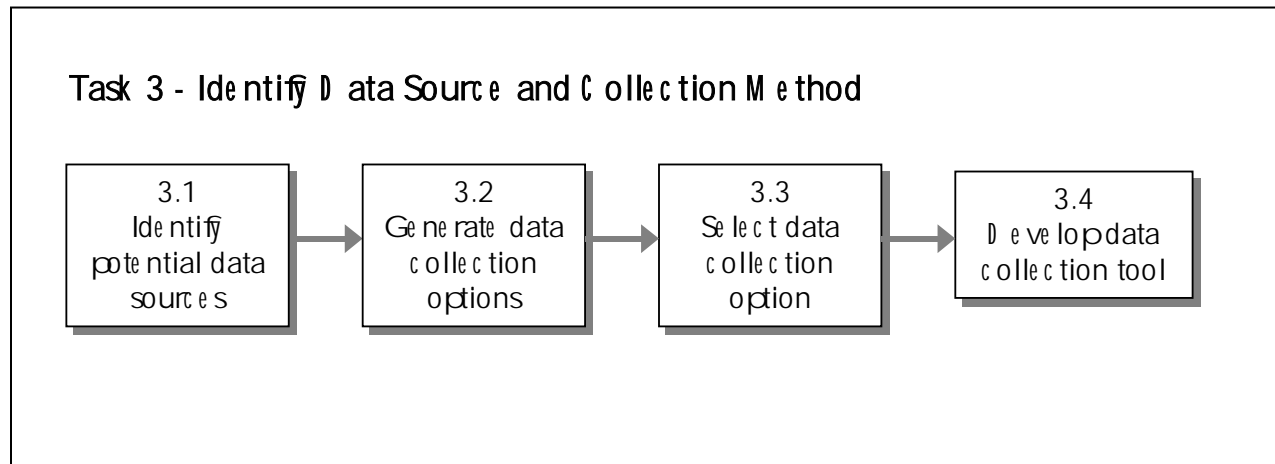 Task 3 - Identify Data Source and Collection Method
3.1
Identify
potential data
sources
3.2
Generate data
collection
options
3.3
Select data
collection
option
3.4
Develop data
collection tool